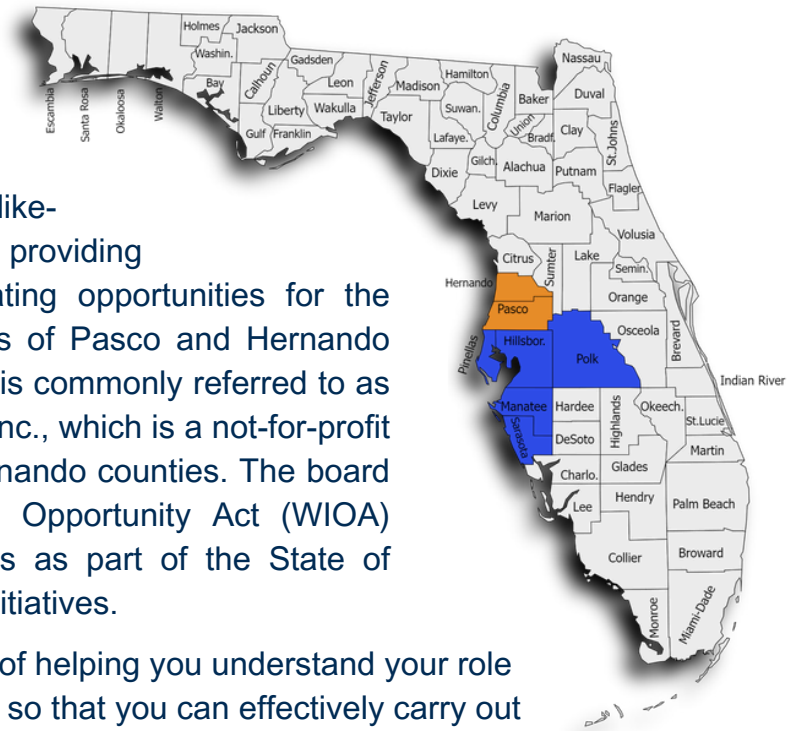 Holmes
Jackson
Washin.
Gadsden
Bay
Calhoun
Leon
Jefferson
Madison
Hamilton
Liberty
Wakulla
Taylor
Suwan.
Columbia
Baker
Nassau
Duval
Escambia
Santa Rosa
Okaloosa
Walton
Gulf
Franklin
Lafaye.
Union
Bradf.
Clay
St.Johns
Dixie
Gilch.
Alachua
Putnam
Flagler
Levy
Marion
Volusia
Citrus
Sumter
Lake
Semin.
Hernando
Orange
Pasco
Osceola
Brevard
Pinellas
Hillsbor.
Polk
Indian River
Manatee
Hardee
Highlands
Okeech.
St.Lucie
Sarasota
DeSoto
Martin
Charlo.
Glades
Lee
Hendry
Palm Beach
Collier
Broward
Monroe
Miami-Dade
like-
providing
ating opportunities for the
s of Pasco and Hernando
is commonly referred to as
nc., which is a not-for-profit
nando counties. The board
Opportunity Act (WIOA)
s as part of the State of
itiatives.
of helping you understand your role
so that you can effectively carry out